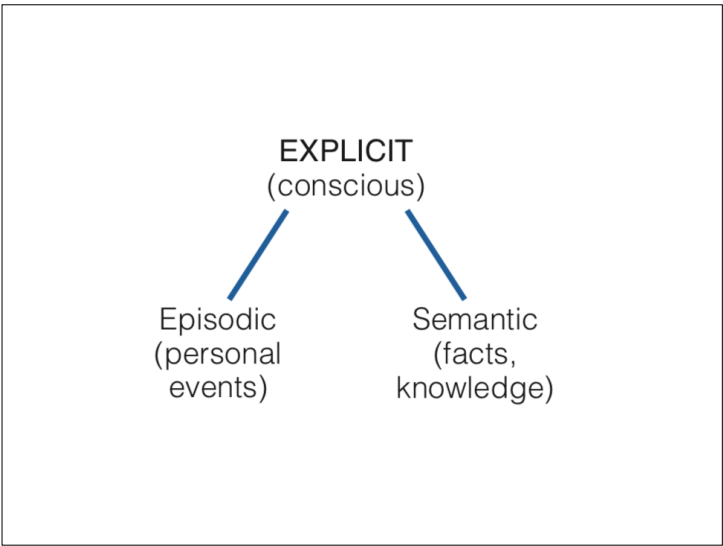 EXPLICIT
(conscious)
Episodic
(personal
events)
Semantic
(facts,
knowledge)